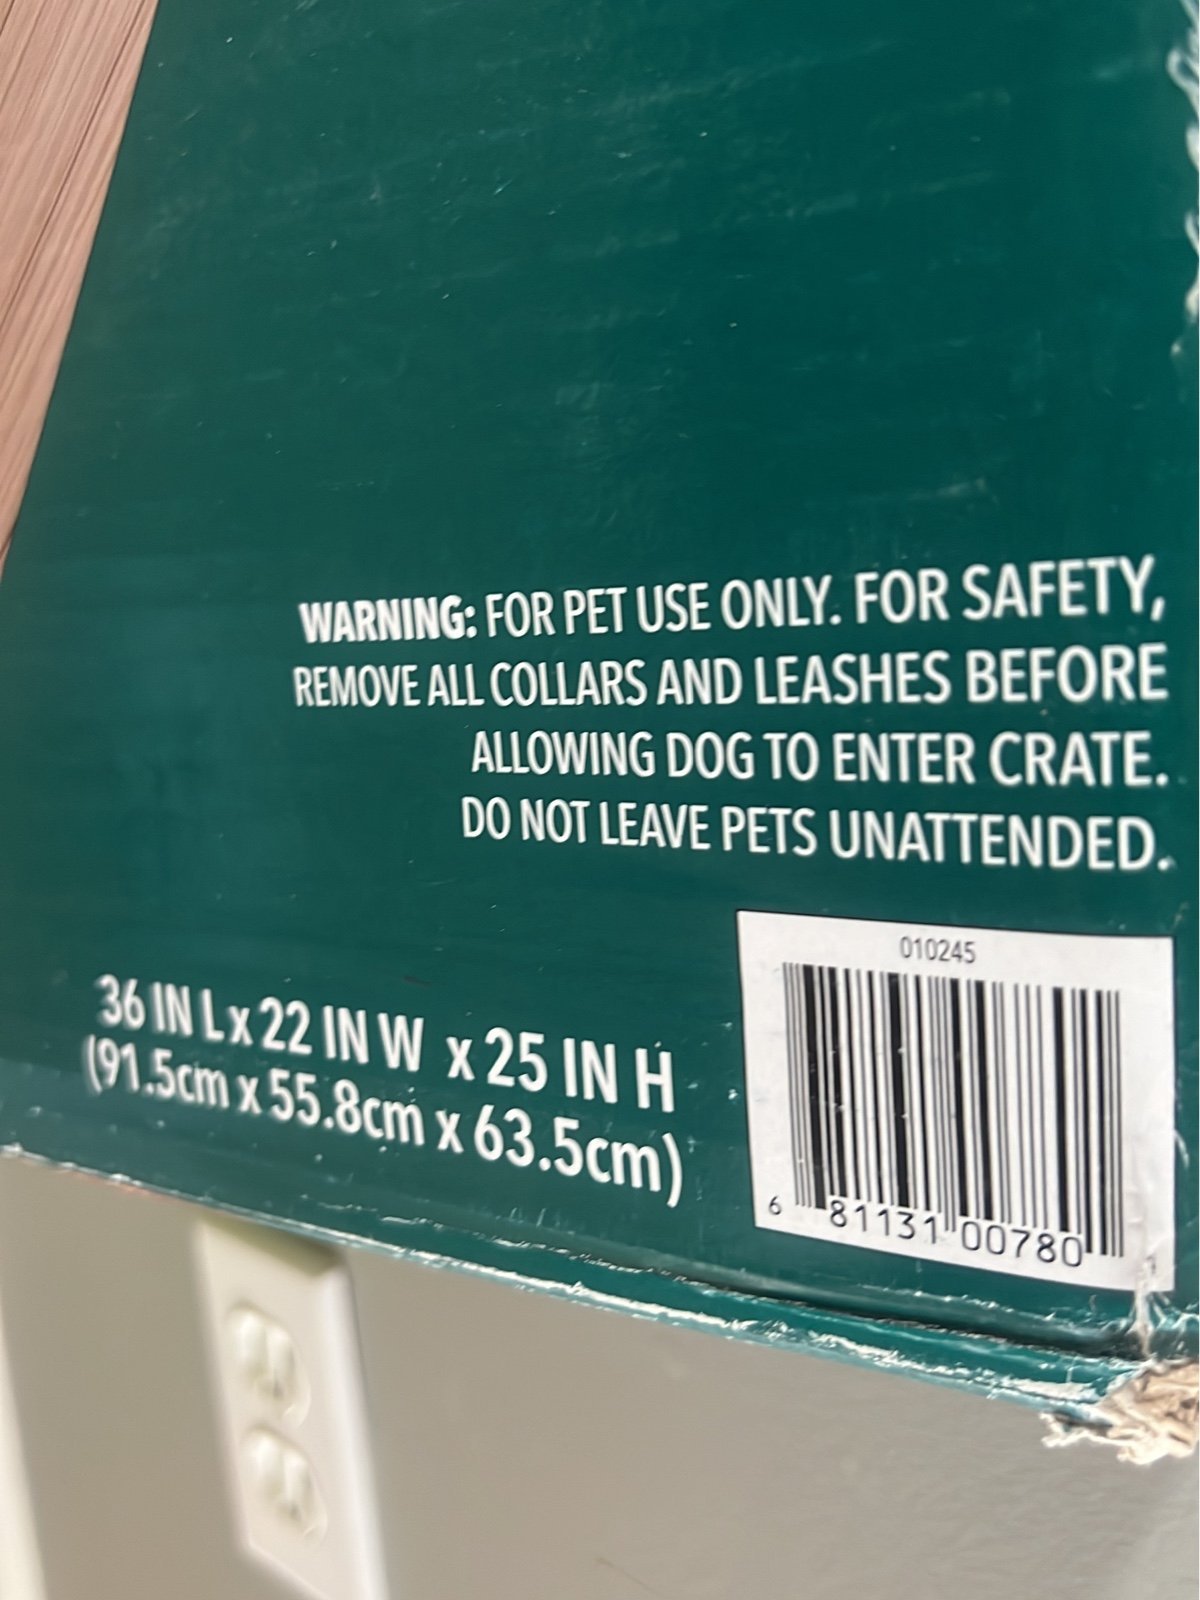 WARNING: FOR PET USE ONLY. FOR SAFETY,
REMOVE ALL COLLARS AND LEASHES BEFORE
ALLOWING DOG TO ENTER CRATE.
DO NOT LEAVE PETS UNATTENDED.
36 IN L x 22 IN W x 25 IN H
(91.5cm x 55.8cm x 63.5cm)
010245
6 81131 00780